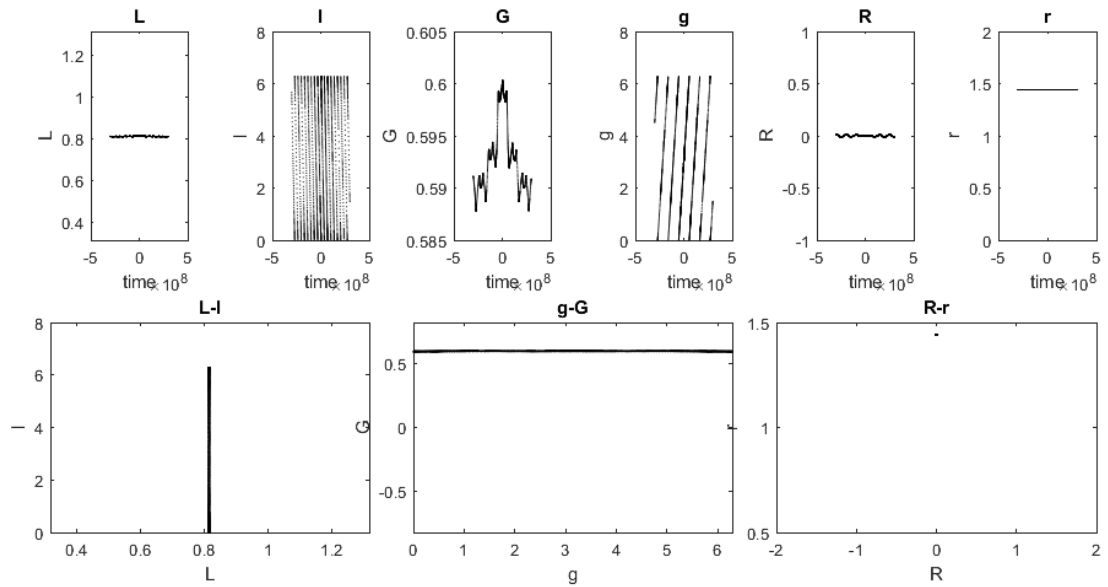 L l G g R r
1.2 8 0.605 8 1 2
1 6 0.6 6 0.5 1.5
L 0.8 l 4 G 0.595 g 4 R 0 r 1
0.6 2 0.59 2 -0.5 0.5
0.4 0 0.585 0 -1 0
-5 0 5 -5 0 5 -5 0 5 -5 0 5 -5 0 5 -5 0 5
time × 10 8 time × 10 8 time × 10 8 time × 10 8 time × 10 8 time × 10 8
L-l g-G R-r
8 1.5
6 0.5
l 4 G 0 r 1
2 -0.5
0 0.5
0.4 0.6 0.8 1 1.2 0 1 2 3 4 5 6 -2 -1 0 1 2
L g R